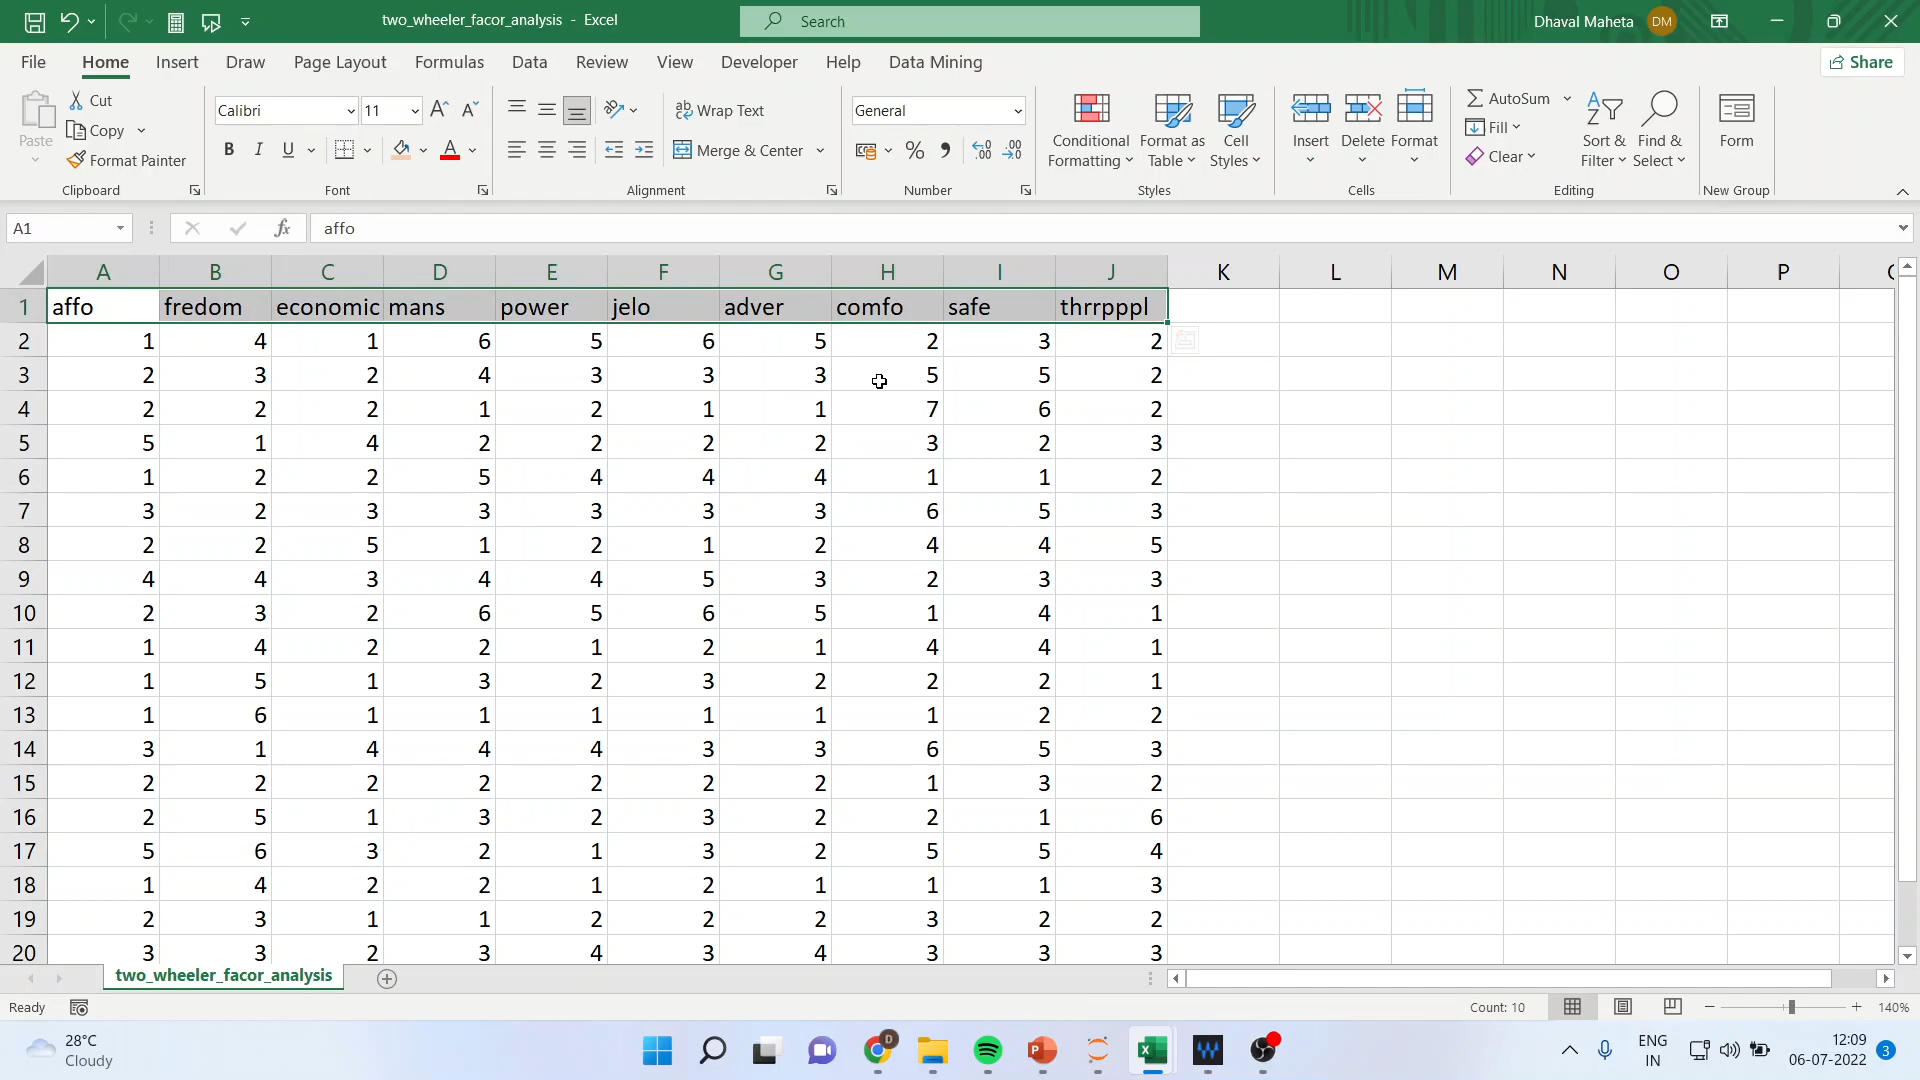 two_wheeler_facor_analysis - Excel
Search
Dhaval Maheta DM
File Home Insert Draw Page Layout Formulas Data Review View Developer Help Data Mining
Share
Paste
Cut
Copy
Format Painter
Clipboard
Calibri 11
B I U
Font
Wrap Text
Merge & Center
Alignment
General
Number
Conditional Formatting
Format as Table
Cell Styles
Styles
Insert
Delete
Format
Cells
AutoSum
Fill
Clear
Sort & Filter
Find & Select
Editing
Form
New Group
A1 fx affo
A B C D E F G H I J K L M N O P
1 affo fredom economic mans power jelo adver comfo safe thrrpppl
2 1 4 1 6 5 6 5 2 3 2
3 2 3 2 4 3 3 3 5 5 2
4 2 2 2 1 2 1 1 7 6 2
5 5 1 4 2 2 2 2 3 2 3
6 1 2 2 5 4 4 4 1 1 2
7 3 2 3 3 3 3 3 6 5 3
8 2 2 5 1 2 1 2 4 4 5
9 4 4 3 4 4 5 3 2 3 3
10 2 3 2 6 5 6 5 1 4 1
11 1 4 2 2 1 2 1 4 4 1
12 1 5 1 3 2 3 2 2 2 1
13 1 6 1 1 1 1 1 1 2 2
14 3 1 4 4 4 3 3 6 5 3
15 2 2 2 2 2 2 2 1 3 2
16 2 5 1 3 2 3 2 2 1 6
17 5 6 3 2 1 3 2 5 5 4
18 1 4 2 2 1 2 1 1 1 3
19 2 3 1 1 2 2 2 3 2 2
20 3 3 2 3 4 3 4 3 3 3
two_wheeler_facor_analysis
Ready
Count: 10
140%
28°C
Cloudy
ENG
IN
12:09
06-07-2022
3